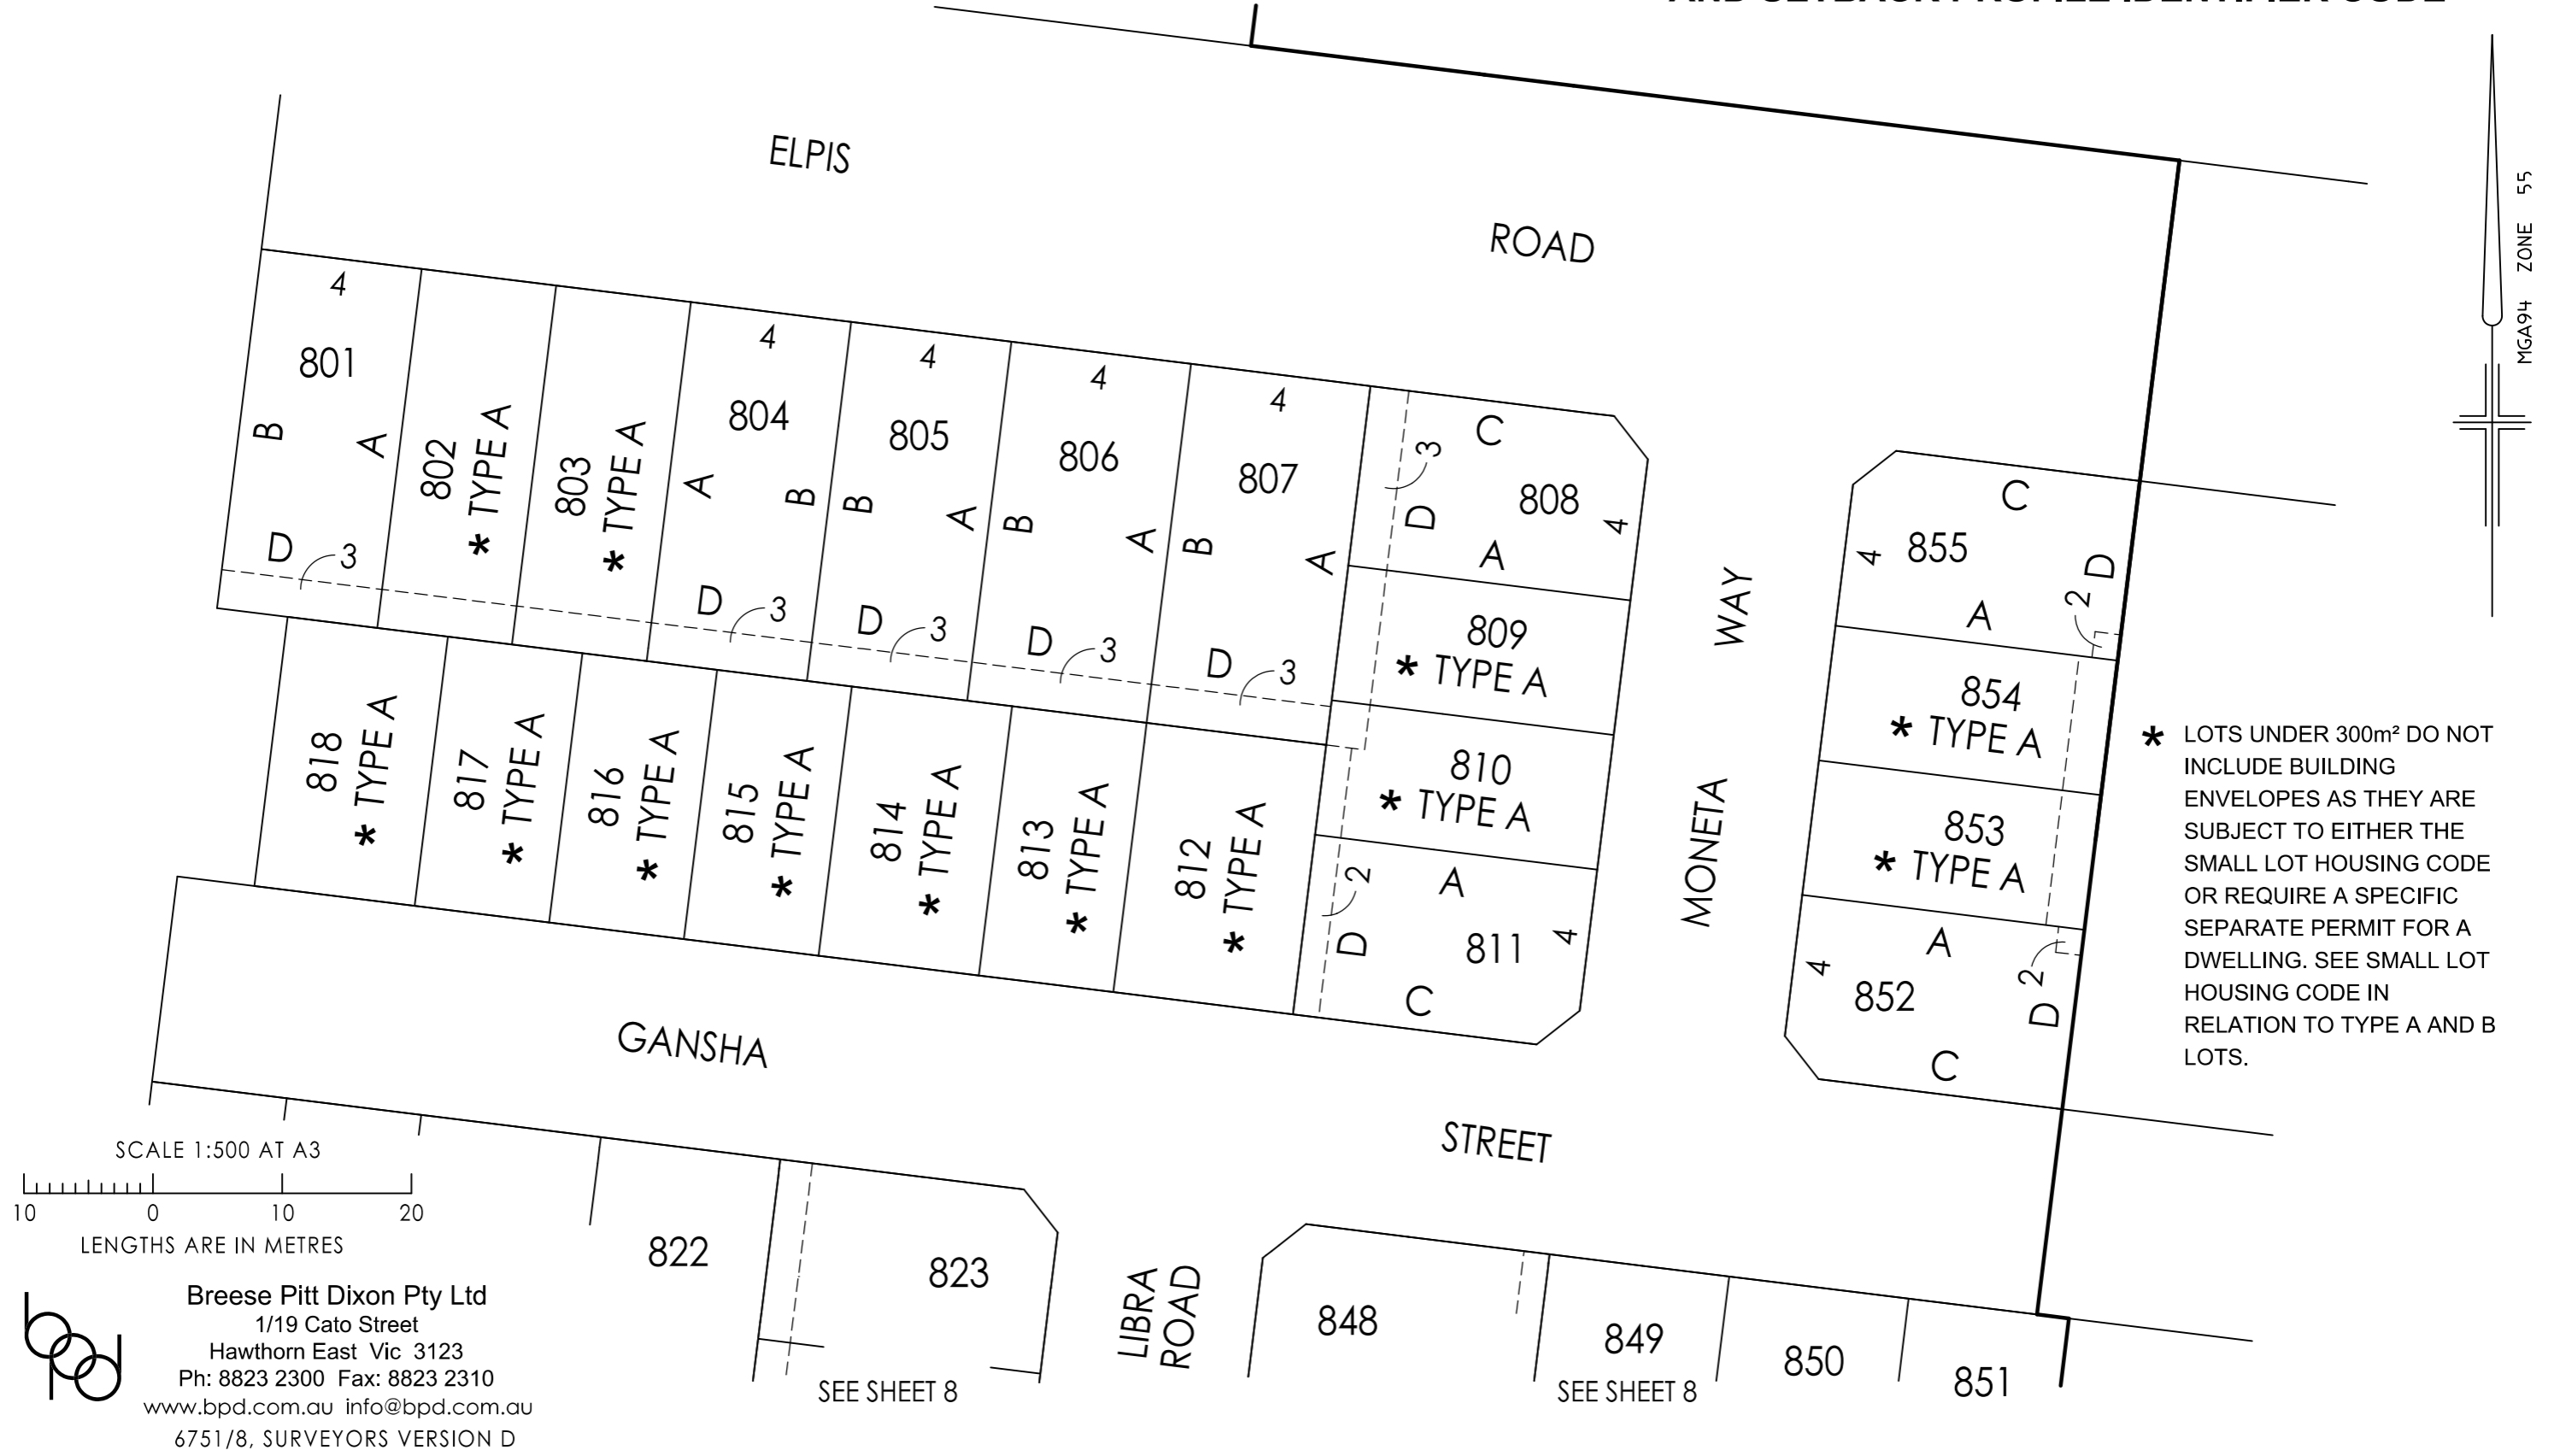 AND SETBACK PROFILE IDENTIFIER CODE
ELPIS
ROAD
MGA94 ZONE 55
4
801
B
A
D
3
802
* TYPE A
803
* TYPE A
4
804
A
B
D
3
4
805
B
A
D
3
4
806
B
A
D
3
4
807
B
A
D
3
C
3
808
D
4
A
809
* TYPE A
810
* TYPE A
2
A
D
811
4
C
WAY
MONETA
C
4
855
D
2
A
854
* TYPE A
853
* TYPE A
A
4
852
2
D
C
* LOTS UNDER 300m² DO NOT
INCLUDE BUILDING
ENVELOPES AS THEY ARE
SUBJECT TO EITHER THE
SMALL LOT HOUSING CODE
OR REQUIRE A SPECIFIC
SEPARATE PERMIT FOR A
DWELLING. SEE SMALL LOT
HOUSING CODE IN
RELATION TO TYPE A AND B
LOTS.
818
* TYPE A
817
* TYPE A
816
* TYPE A
815
* TYPE A
814
* TYPE A
813
* TYPE A
812
* TYPE A
GANSHA
STREET
822
823
SEE SHEET 8
LIBRA
ROAD
848
849
SEE SHEET 8
850
851
SCALE 1:500 AT A3
10 0 10 20
LENGTHS ARE IN METRES
bpd
Breese Pitt Dixon Pty Ltd
1/19 Cato Street
Hawthorn East Vic 3123
Ph: 8823 2300 Fax: 8823 2310
www.bpd.com.au info@bpd.com.au
6751/8, SURVEYORS VERSION D